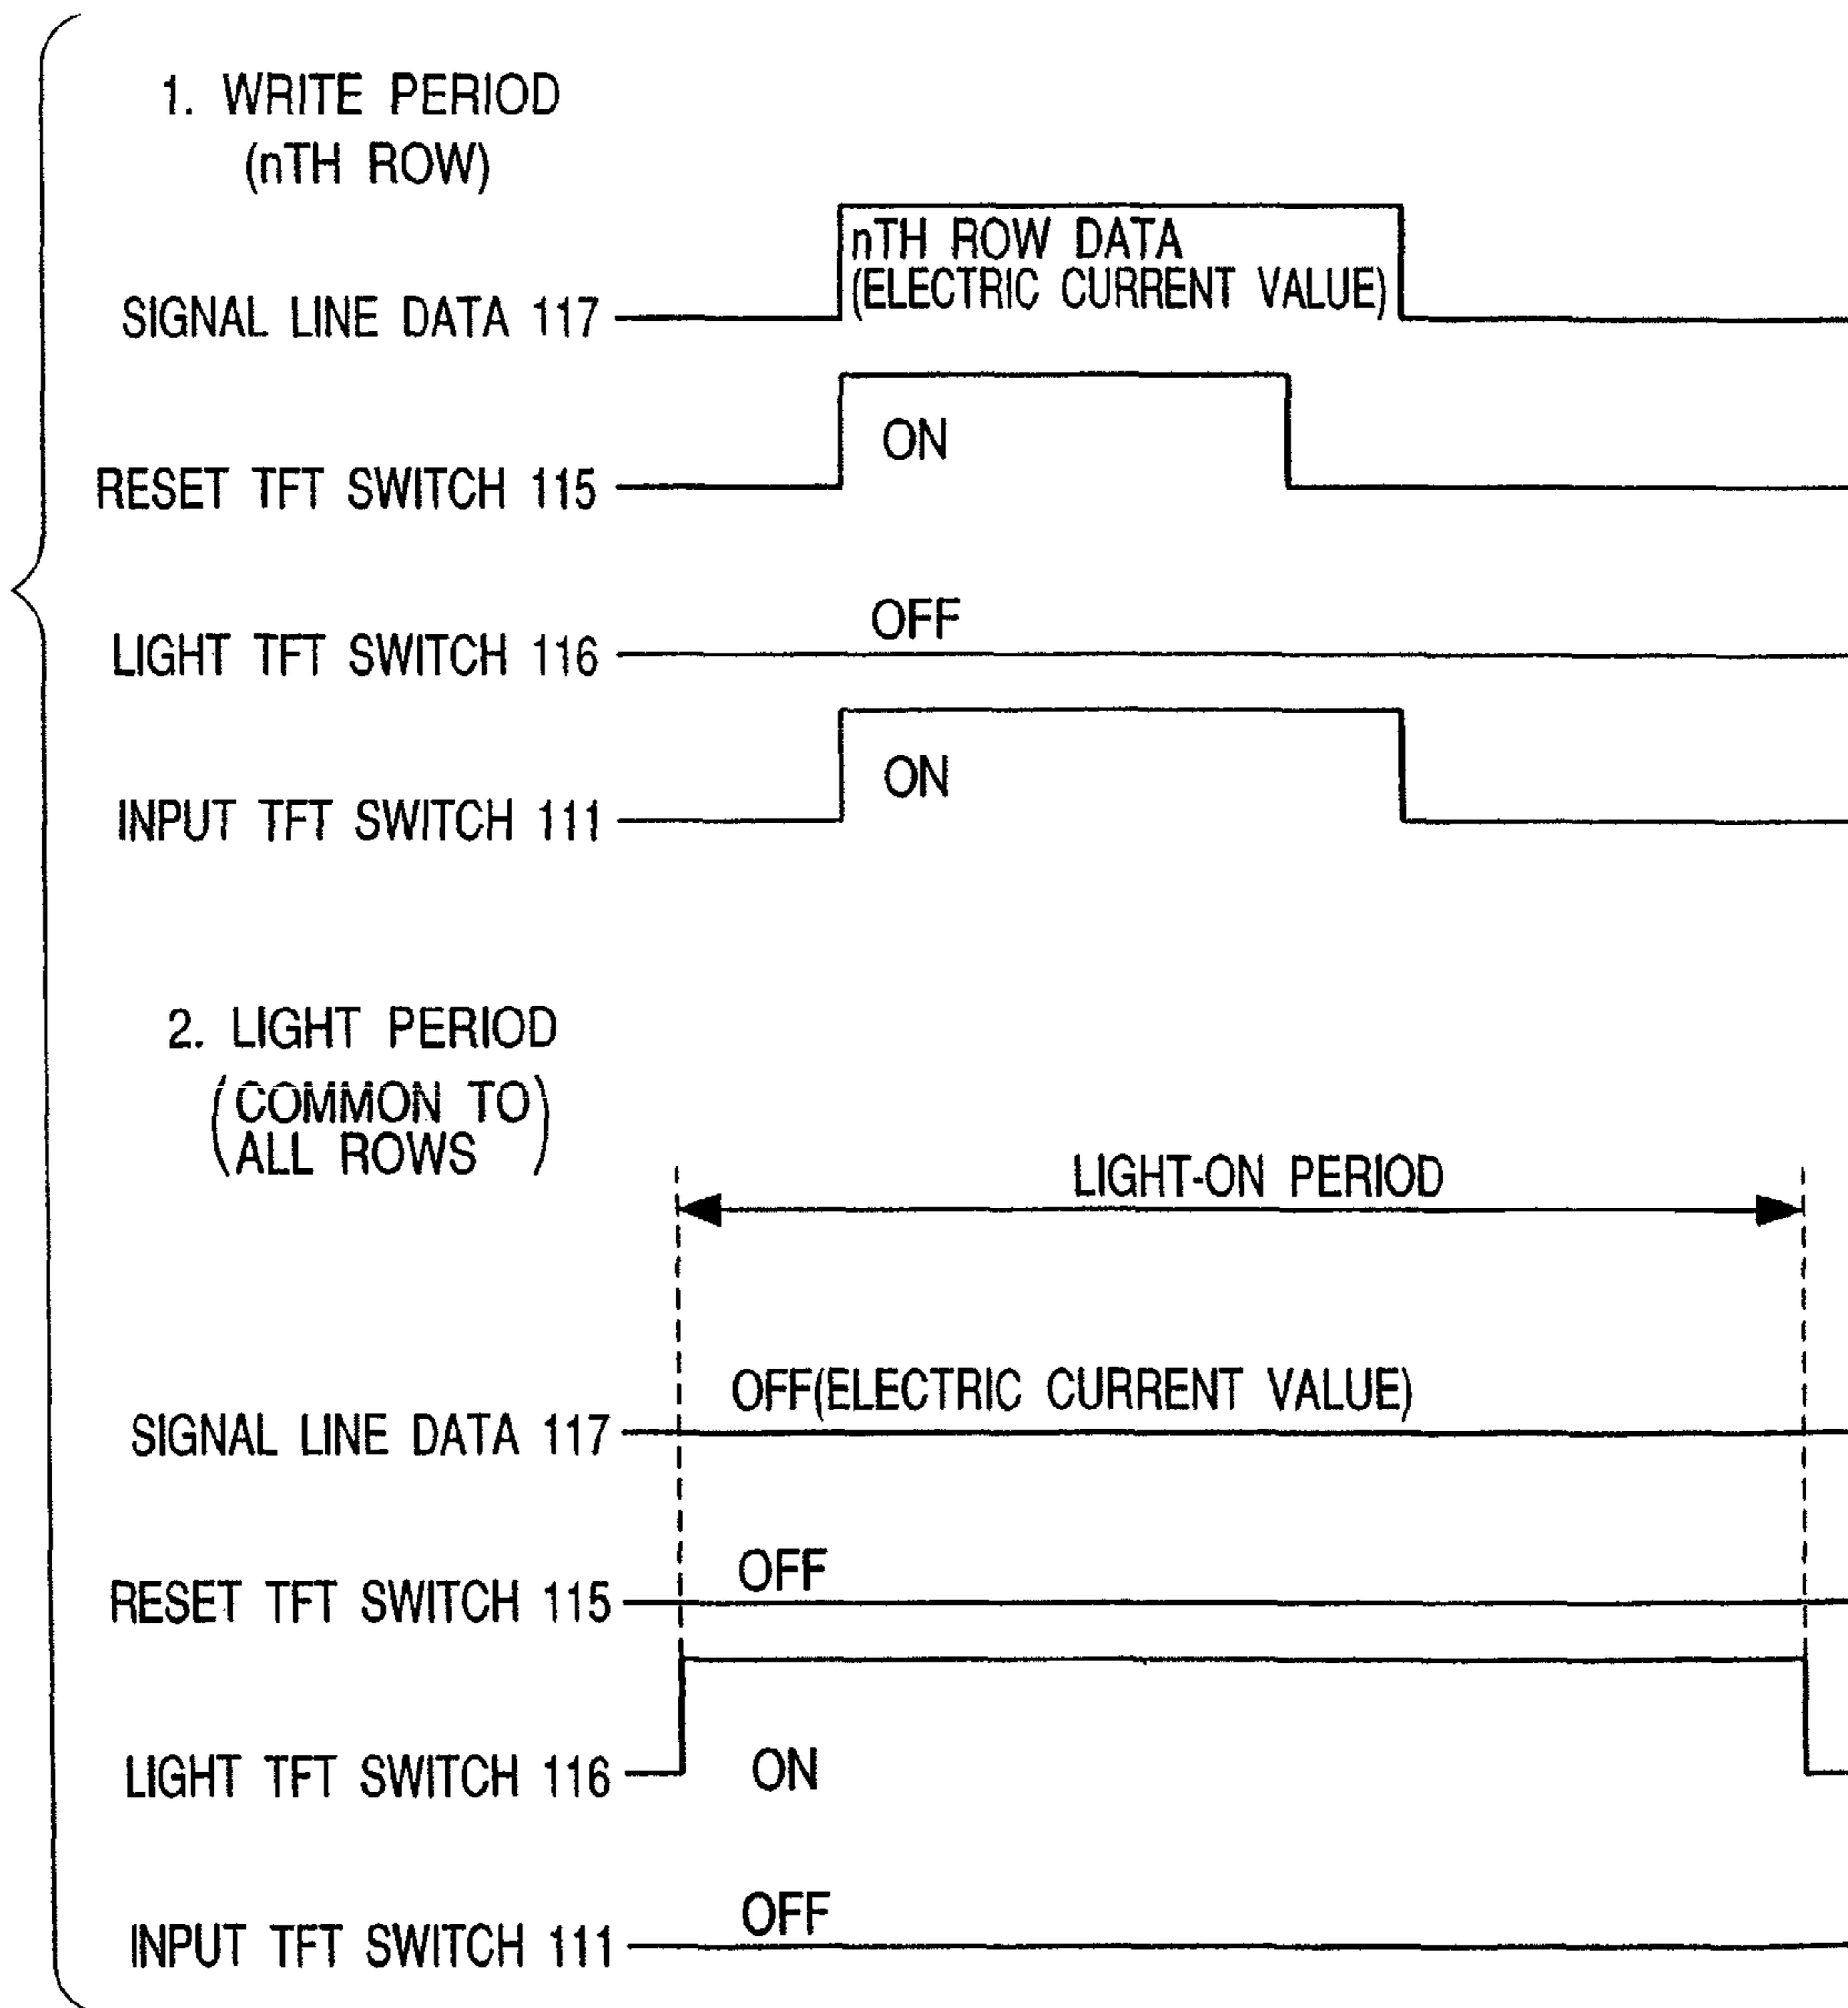 1. WRITE PERIOD
(nTH ROW)
nTH ROW DATA
(ELECTRIC CURRENT VALUE)
SIGNAL LINE DATA 117
ON
RESET TFT SWITCH 115
OFF
LIGHT TFT SWITCH 116
ON
INPUT TFT SWITCH 111
2. LIGHT PERIOD
(COMMON TO
ALL ROWS)
LIGHT-ON PERIOD
OFF(ELECTRIC CURRENT VALUE)
SIGNAL LINE DATA 117
OFF
RESET TFT SWITCH 115
ON
LIGHT TFT SWITCH 116
OFF
INPUT TFT SWITCH 111